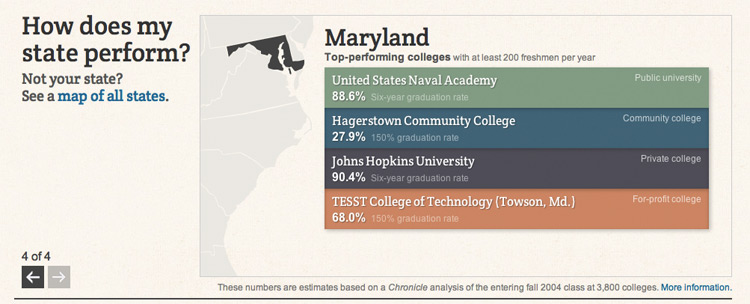 How does my
state perform?
Not your state?
See a map of all states.
4 of 4
Maryland
Top-performing colleges with at least 200 freshmen per year
United States Naval Academy Public university
88.6% Six-year graduation rate
Hagerstown Community College Community college
27.9% 150% graduation rate
Johns Hopkins University Private college
90.4% Six-year graduation rate
TESST College of Technology (Towson, Md.) For-profit college
68.0% 150% graduation rate
These numbers are estimates based on a Chronicle analysis of the entering fall 2004 class at 3,800 colleges. More information.